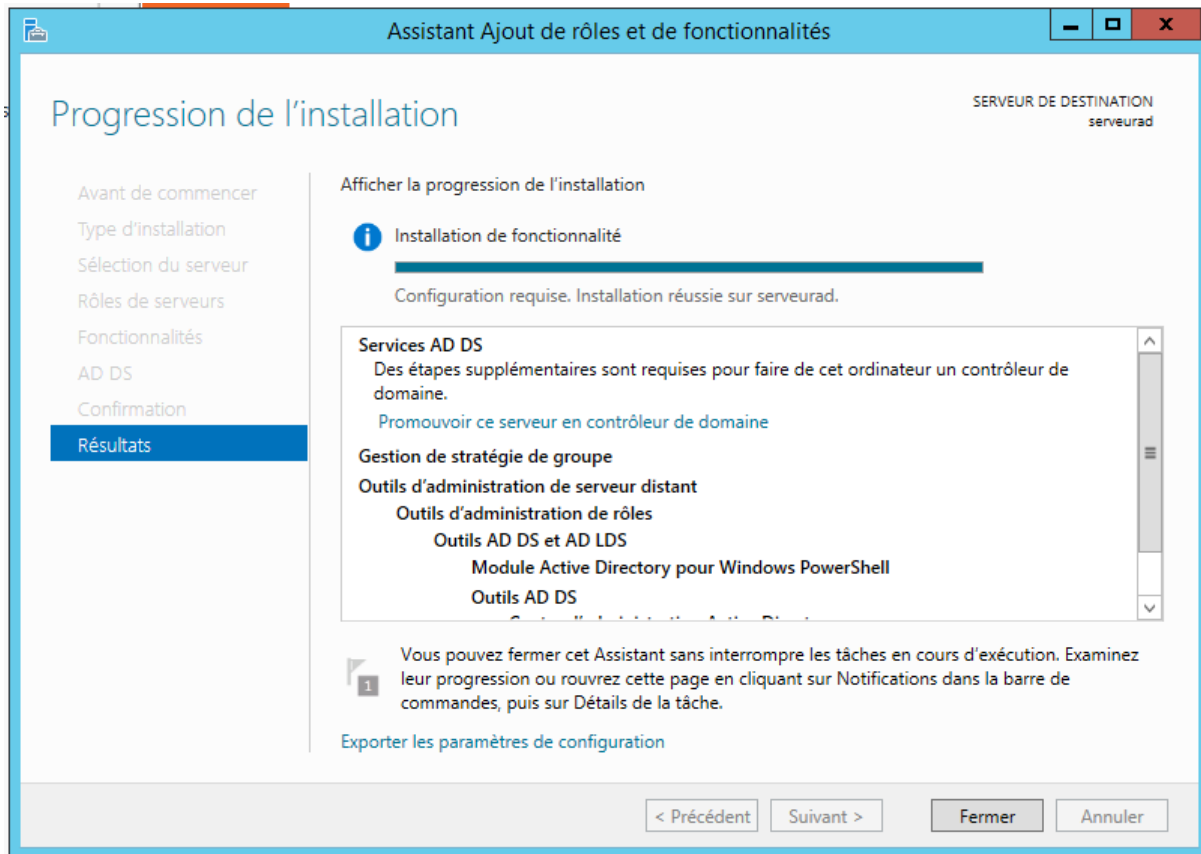 Assistant Ajout de rôles et de fonctionnalités
Progression de l'installation
SERVEUR DE DESTINATION
serveurad
Avant de commencer
Type d'installation
Sélection du serveur
Rôles de serveurs
Fonctionnalités
AD DS
Confirmation
Résultats
Afficher la progression de l'installation
Installation de fonctionnalité
Configuration requise. Installation réussie sur serveurad.
Services AD DS
Des étapes supplémentaires sont requises pour faire de cet ordinateur un contrôleur de
domaine.
Promouvoir ce serveur en contrôleur de domaine
Gestion de stratégie de groupe
Outils d'administration de serveur distant
Outils d'administration de rôles
Outils AD DS et AD LDS
Module Active Directory pour Windows PowerShell
Outils AD DS
1
Vous pouvez fermer cet Assistant sans interrompre les tâches en cours d'exécution. Examinez
leur progression ou rouvrez cette page en cliquant sur Notifications dans la barre de
commandes, puis sur Détails de la tâche.
Exporter les paramètres de configuration
< Précédent
Suivant >
Fermer
Annuler